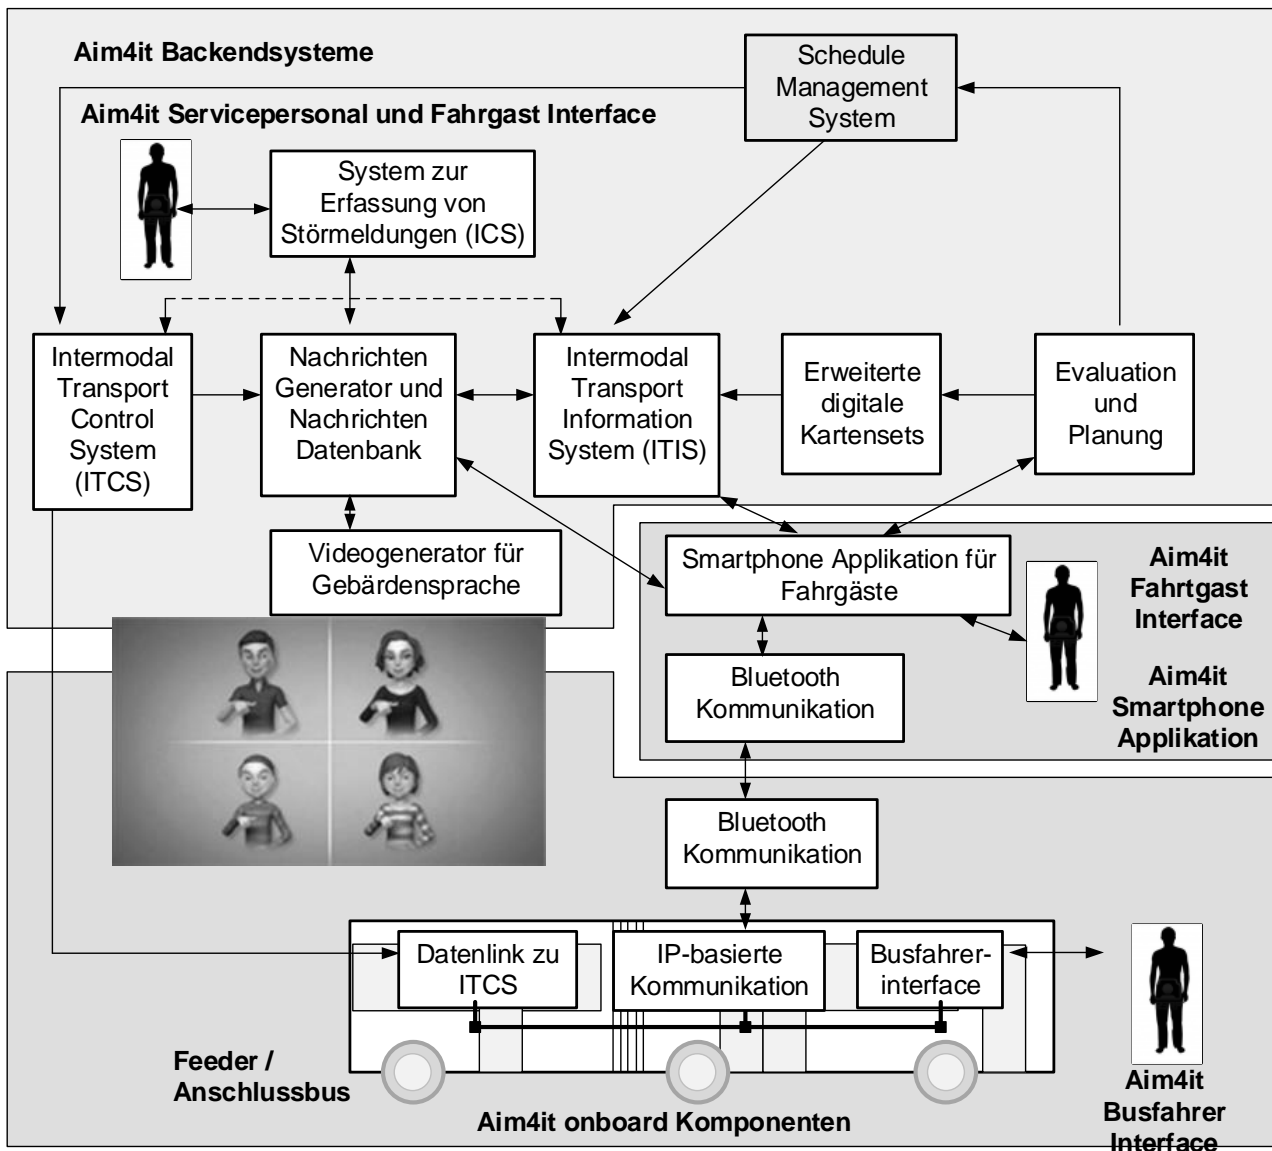 Aim4it Backendsysteme
Schedule
Management
System
Aim4it Servicepersonal und Fahrgast Interface
System zur
Erfassung von
Störmeldungen (ICS)
Intermodal
Transport
Control
System
(ITCS)
Nachrichten
Generator und
Nachrichten
Datenbank
Intermodal
Transport
Information
System (ITIS)
Erweiterte
digitale
Kartensets
Evaluation
und
Planung
Videogenerator für
Gebärdensprache
Smartphone Applikation für
Fahrgäste
Aim4it
Fahrtgast
Interface
Aim4it
Smartphone
Applikation
Bluetooth
Kommunikation
Bluetooth
Kommunikation
Datenlink zu
ITCS
IP-basierte
Kommunikation
Busfahrer-
interface
Feeder /
Anschlussbus
Aim4it onboard Komponenten
Aim4it
Busfahrer
Interface